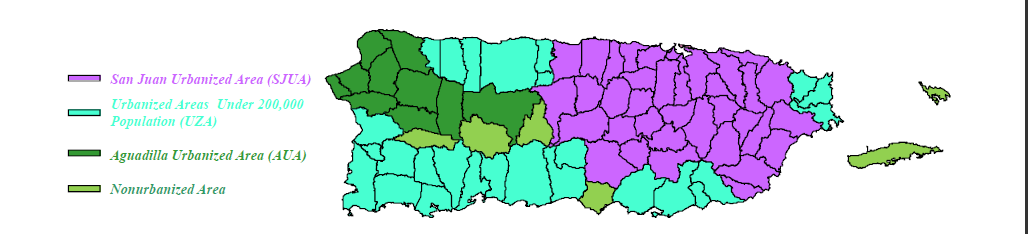 San Juan Urbanized Area (SJUA)
Urbanized Areas Under 200,000
Population (UZA)
Aguadilla Urbanized Area (AUA)
Nonurbanized Area